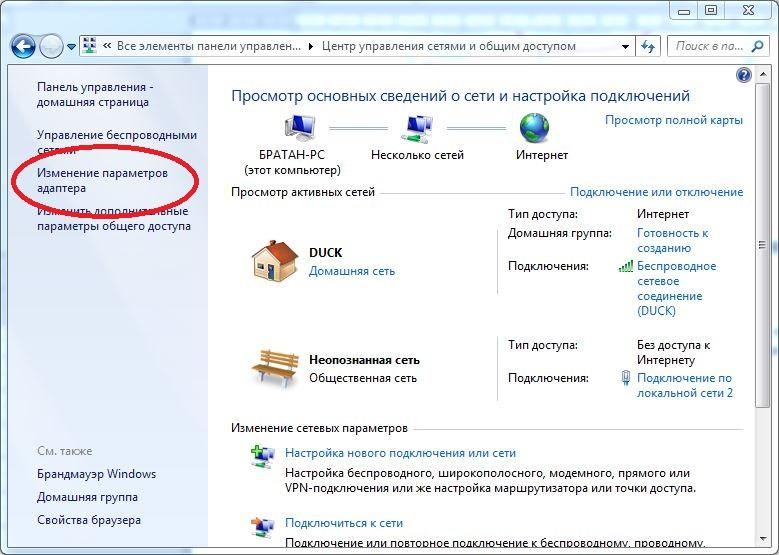 « Все элементы панели управлен...
Центр управления сетями и общим доступом
Поиск в па...
Панель управления -
домашняя страница
Управление беспроводными
сетями
Изменение параметров
адаптера
Изменить дополнительные
параметры общего доступа
См. также
Брандмауэр Windows
Домашняя группа
Свойства браузера
Просмотр основных сведений о сети и настройка подключений
Просмотр полной карты
БРАТАН-PC
(этот компьютер)
Несколько сетей
Интернет
Просмотр активных сетей
Подключение или отключение
DUCK
Домашняя сеть
Тип доступа: Интернет
Домашняя группа: Готовность к
созданию
Подключения: Беспроводное
сетевое
соединение
(DUCK)
Неопознанная сеть
Общественная сеть
Тип доступа: Без доступа к
Интернету
Подключения: Подключение по
локальной сети 2
Изменение сетевых параметров
Настройка нового подключения или сети
Настройка беспроводного, широкополосного, модемного, прямого или
VPN-подключения или же настройка маршрутизатора или точки доступа.
Подключиться к сети
Подключение или повторное подключение к беспроводному, проводному,